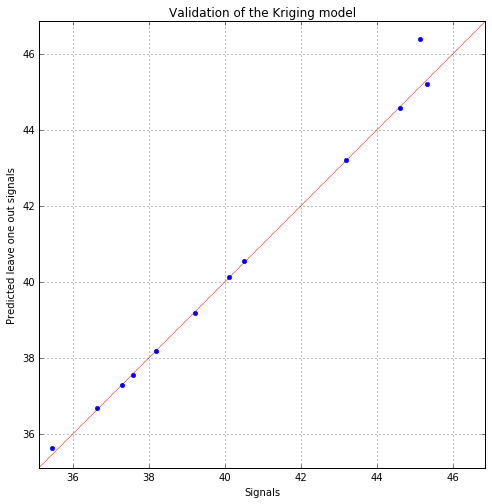 Validation of the Kriging model
46
44
42
40
38
36
Predicted leave one out signals
36 38 40 42 44 46
Signals